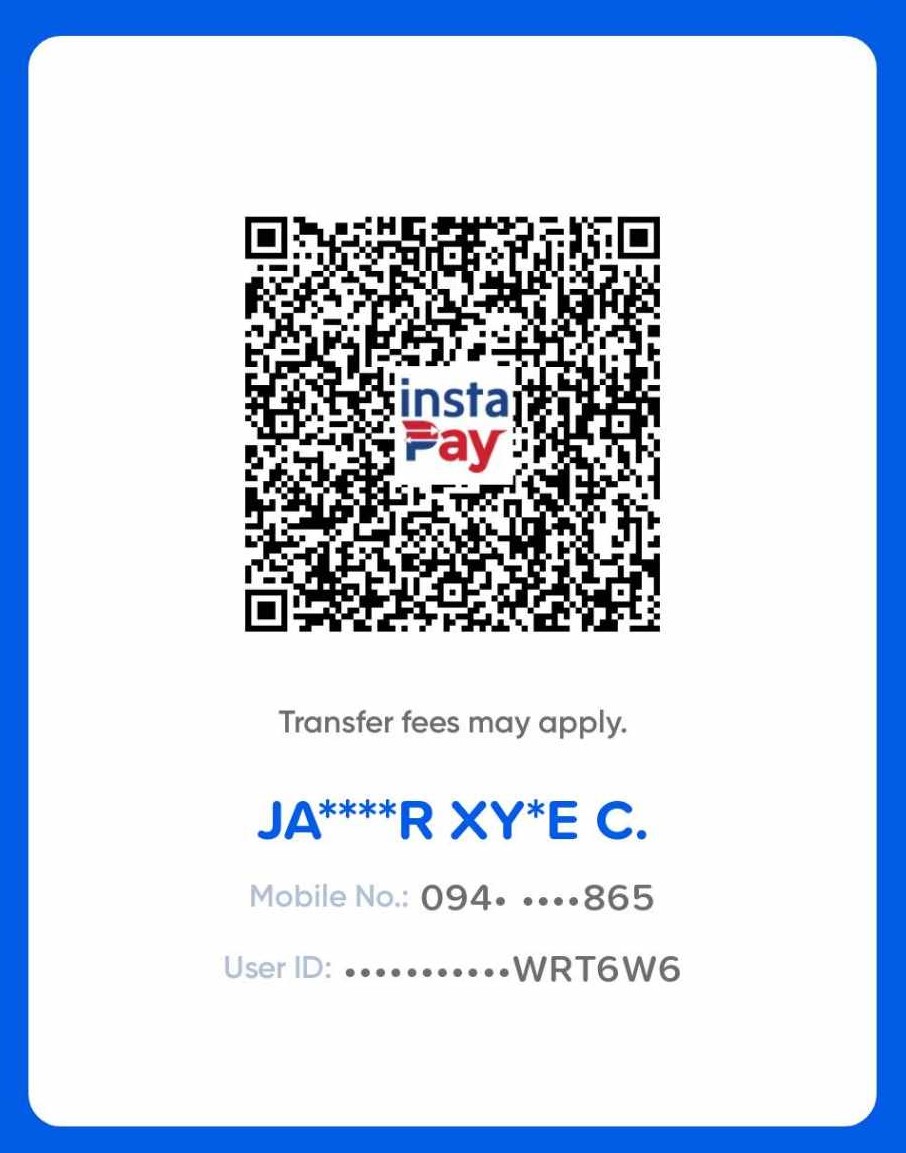 insta
Pay
Transfer fees may apply.
JA****R XY*E C.
Mobile No.: 094• ••••865
User ID: •••••••••••WRT6W6